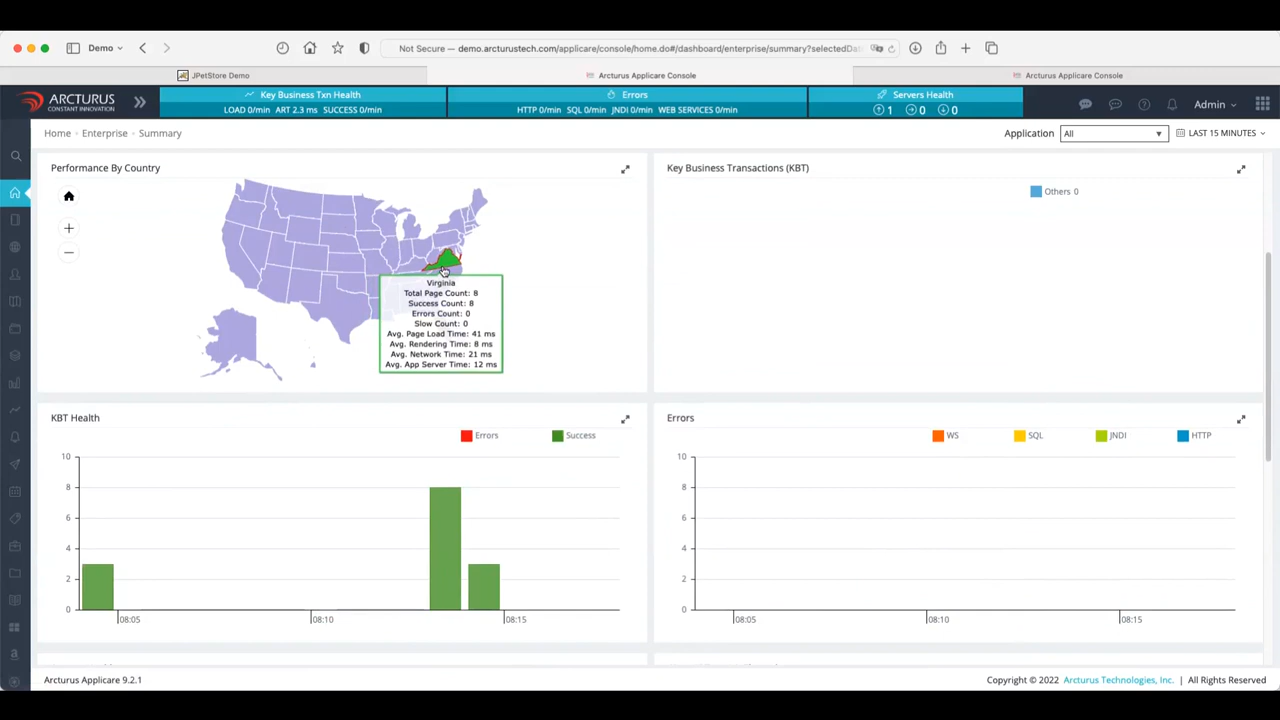 Demo
Not Secure — demo.arcturustech.com/applicare/console/home.do#/dashboard/enterprise/summary?selectedDa
JPetStore Demo
Arcturus Applicare Console
Arcturus Applicare Console
ARCTURUS
CONSTANT INNOVATION
Key Business Txn Health
LOAD 0/min ART 2.3 ms SUCCESS 0/min
Errors
HTTP 0/min SQL 0/min JNDI 0/min WEB SERVICES 0/min
Servers Health
1 0 0
Admin
Home Enterprise Summary
Application
All
LAST 15 MINUTES
Performance By Country
Virginia
Total Page Count: 8
Success Count: 8
Errors Count: 0
Slow Count: 0
Avg. Page Load Time: 41 ms
Avg. Rendering Time: 8 ms
Avg. Network Time: 21 ms
Avg. App Server Time: 12 ms
Key Business Transactions (KBT)
Others 0
KBT Health
Errors Success
10
8
6
4
2
0
08:05 08:10 08:15
Errors
WS SQL JNDI HTTP
10
8
6
4
2
0
08:05 08:10 08:15
Arcturus Applicare 9.2.1
Copyright © 2022 Arcturus Technologies, Inc. | All Rights Reserved